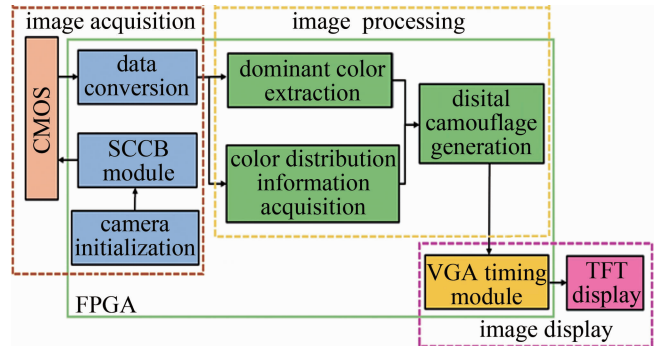 image acquisition
image processing
CMOS
data
conversion
SCCB
module
camera
initialization
dominant color
extraction
color distribution
information
acquisition
disital
camouflage
generation
VGA timing
module
TFT
display
FPGA
image display